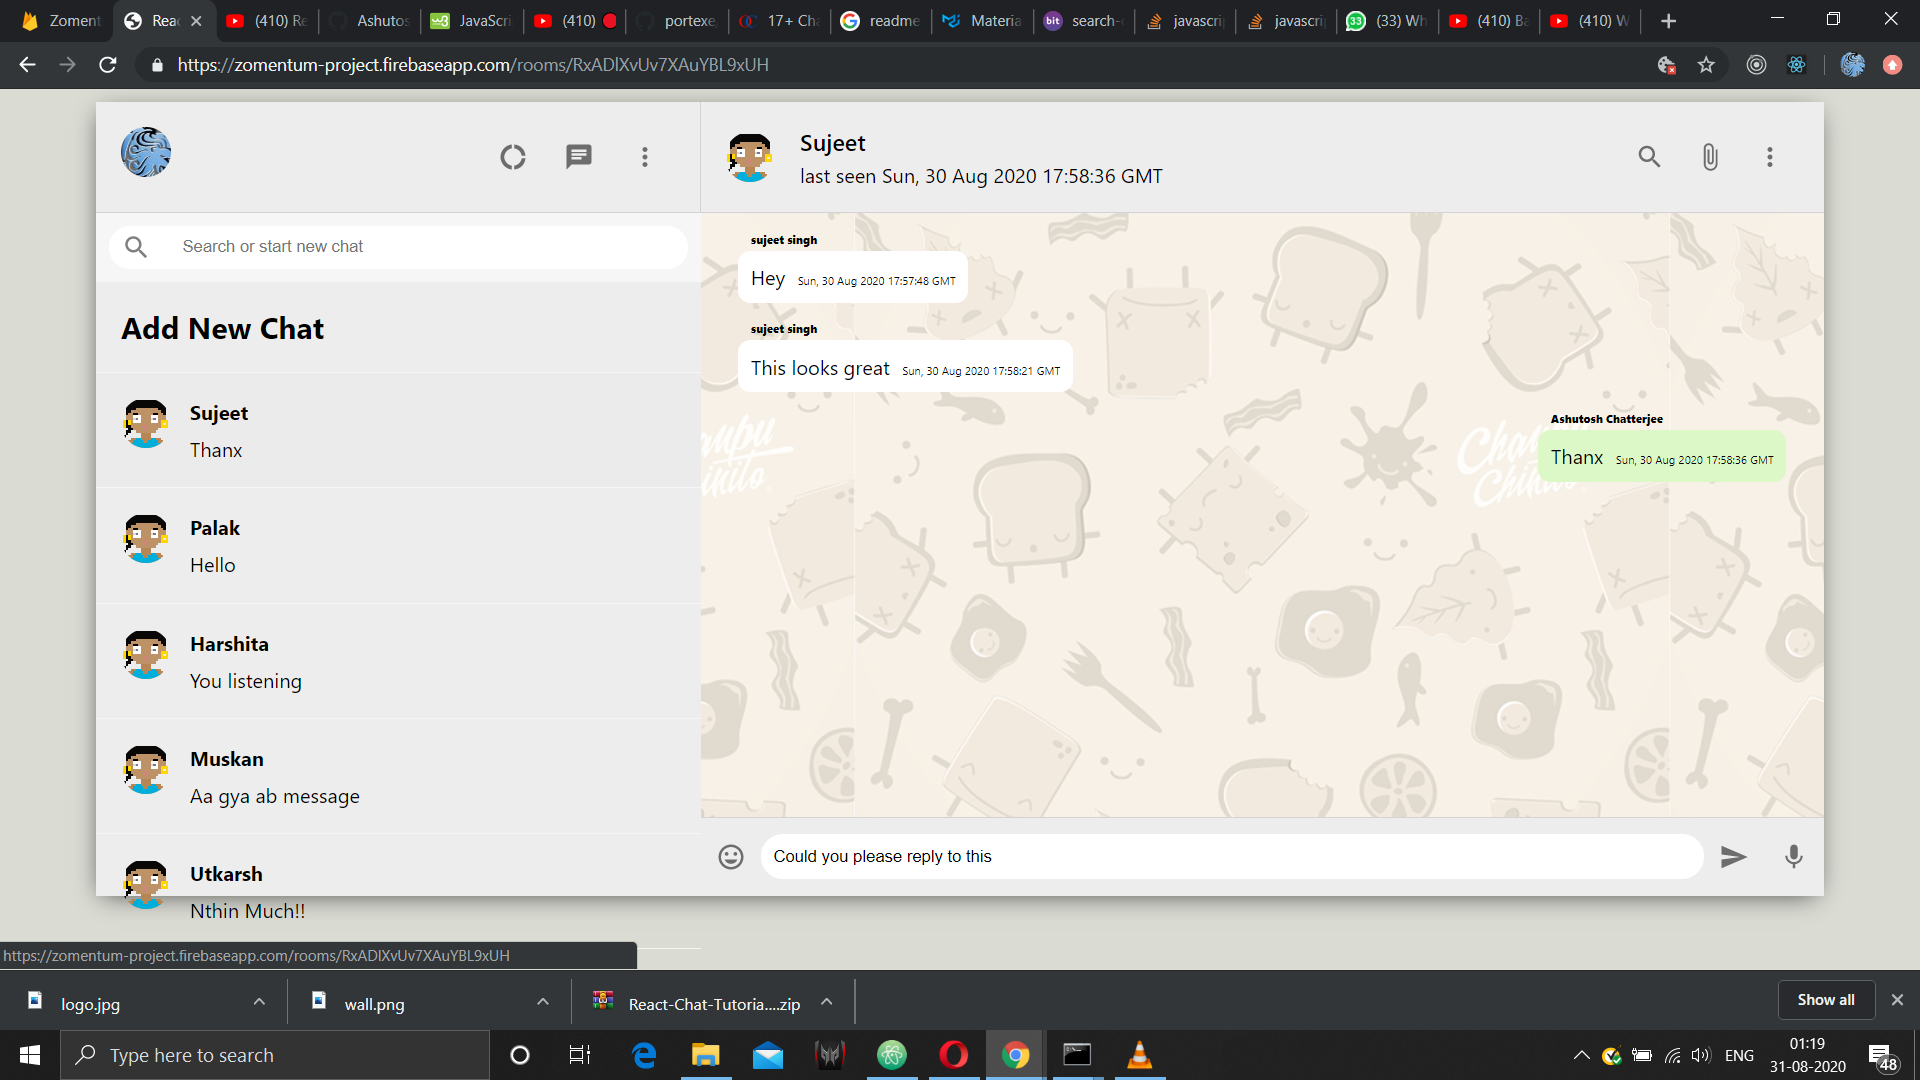 Zoment
Reac
(410) Re
Ashutos
JavaScri
(410)
portexe
17+ Cha
readme
Materia
search-
javascrip
javascrip
(33) Wh
(410) Ba
(410) W
https://zomentum-project.firebaseapp.com/rooms/RxADlXvUv7XAuYBL9xUH
Sujeet
last seen Sun, 30 Aug 2020 17:58:36 GMT
Search or start new chat
Add New Chat
Sujeet
Thanx
Palak
Hello
Harshita
You listening
Muskan
Aa gya ab message
Utkarsh
Nthin Much!!
sujeet singh
Hey Sun, 30 Aug 2020 17:57:48 GMT
sujeet singh
This looks great Sun, 30 Aug 2020 17:58:21 GMT
Ashutosh Chatterjee
Thanx Sun, 30 Aug 2020 17:58:36 GMT
Could you please reply to this
https://zomentum-project.firebaseapp.com/rooms/RxADlXvUv7XAuYBL9xUH
logo.jpg
wall.png
React-Chat-Tutoria....zip
Show all
Type here to search
ENG
01:19
31-08-2020
48